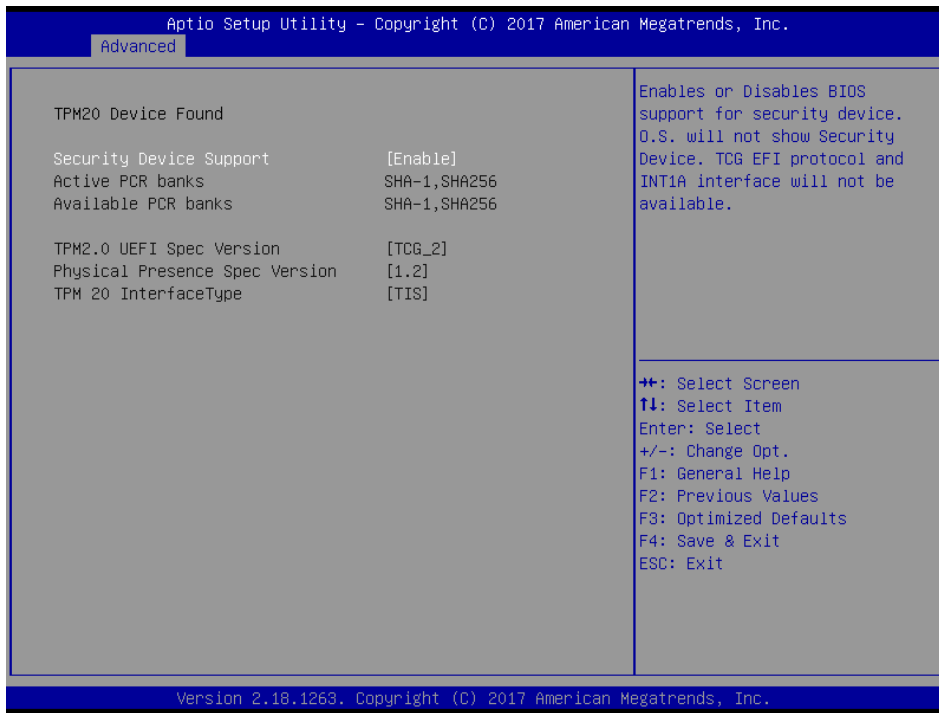 Aptio Setup Utility – Copyright (C) 2017 American Megatrends, Inc.
Advanced
TPM20 Device Found
Security Device Support [Enable]
Active PCR banks SHA-1,SHA256
Available PCR banks SHA-1,SHA256
TPM2.0 UEFI Spec Version [TCG_2]
Physical Presence Spec Version [1.2]
TPM 20 InterfaceType [TIS]
Enables or Disables BIOS
support for security device.
O.S. will not show Security
Device. TCG EFI protocol and
INT1A interface will not be
available.
→←: Select Screen
↑↓: Select Item
Enter: Select
+/-: Change Opt.
F1: General Help
F2: Previous Values
F3: Optimized Defaults
F4: Save & Exit
ESC: Exit
Version 2.18.1263. Copyright (C) 2017 American Megatrends, Inc.